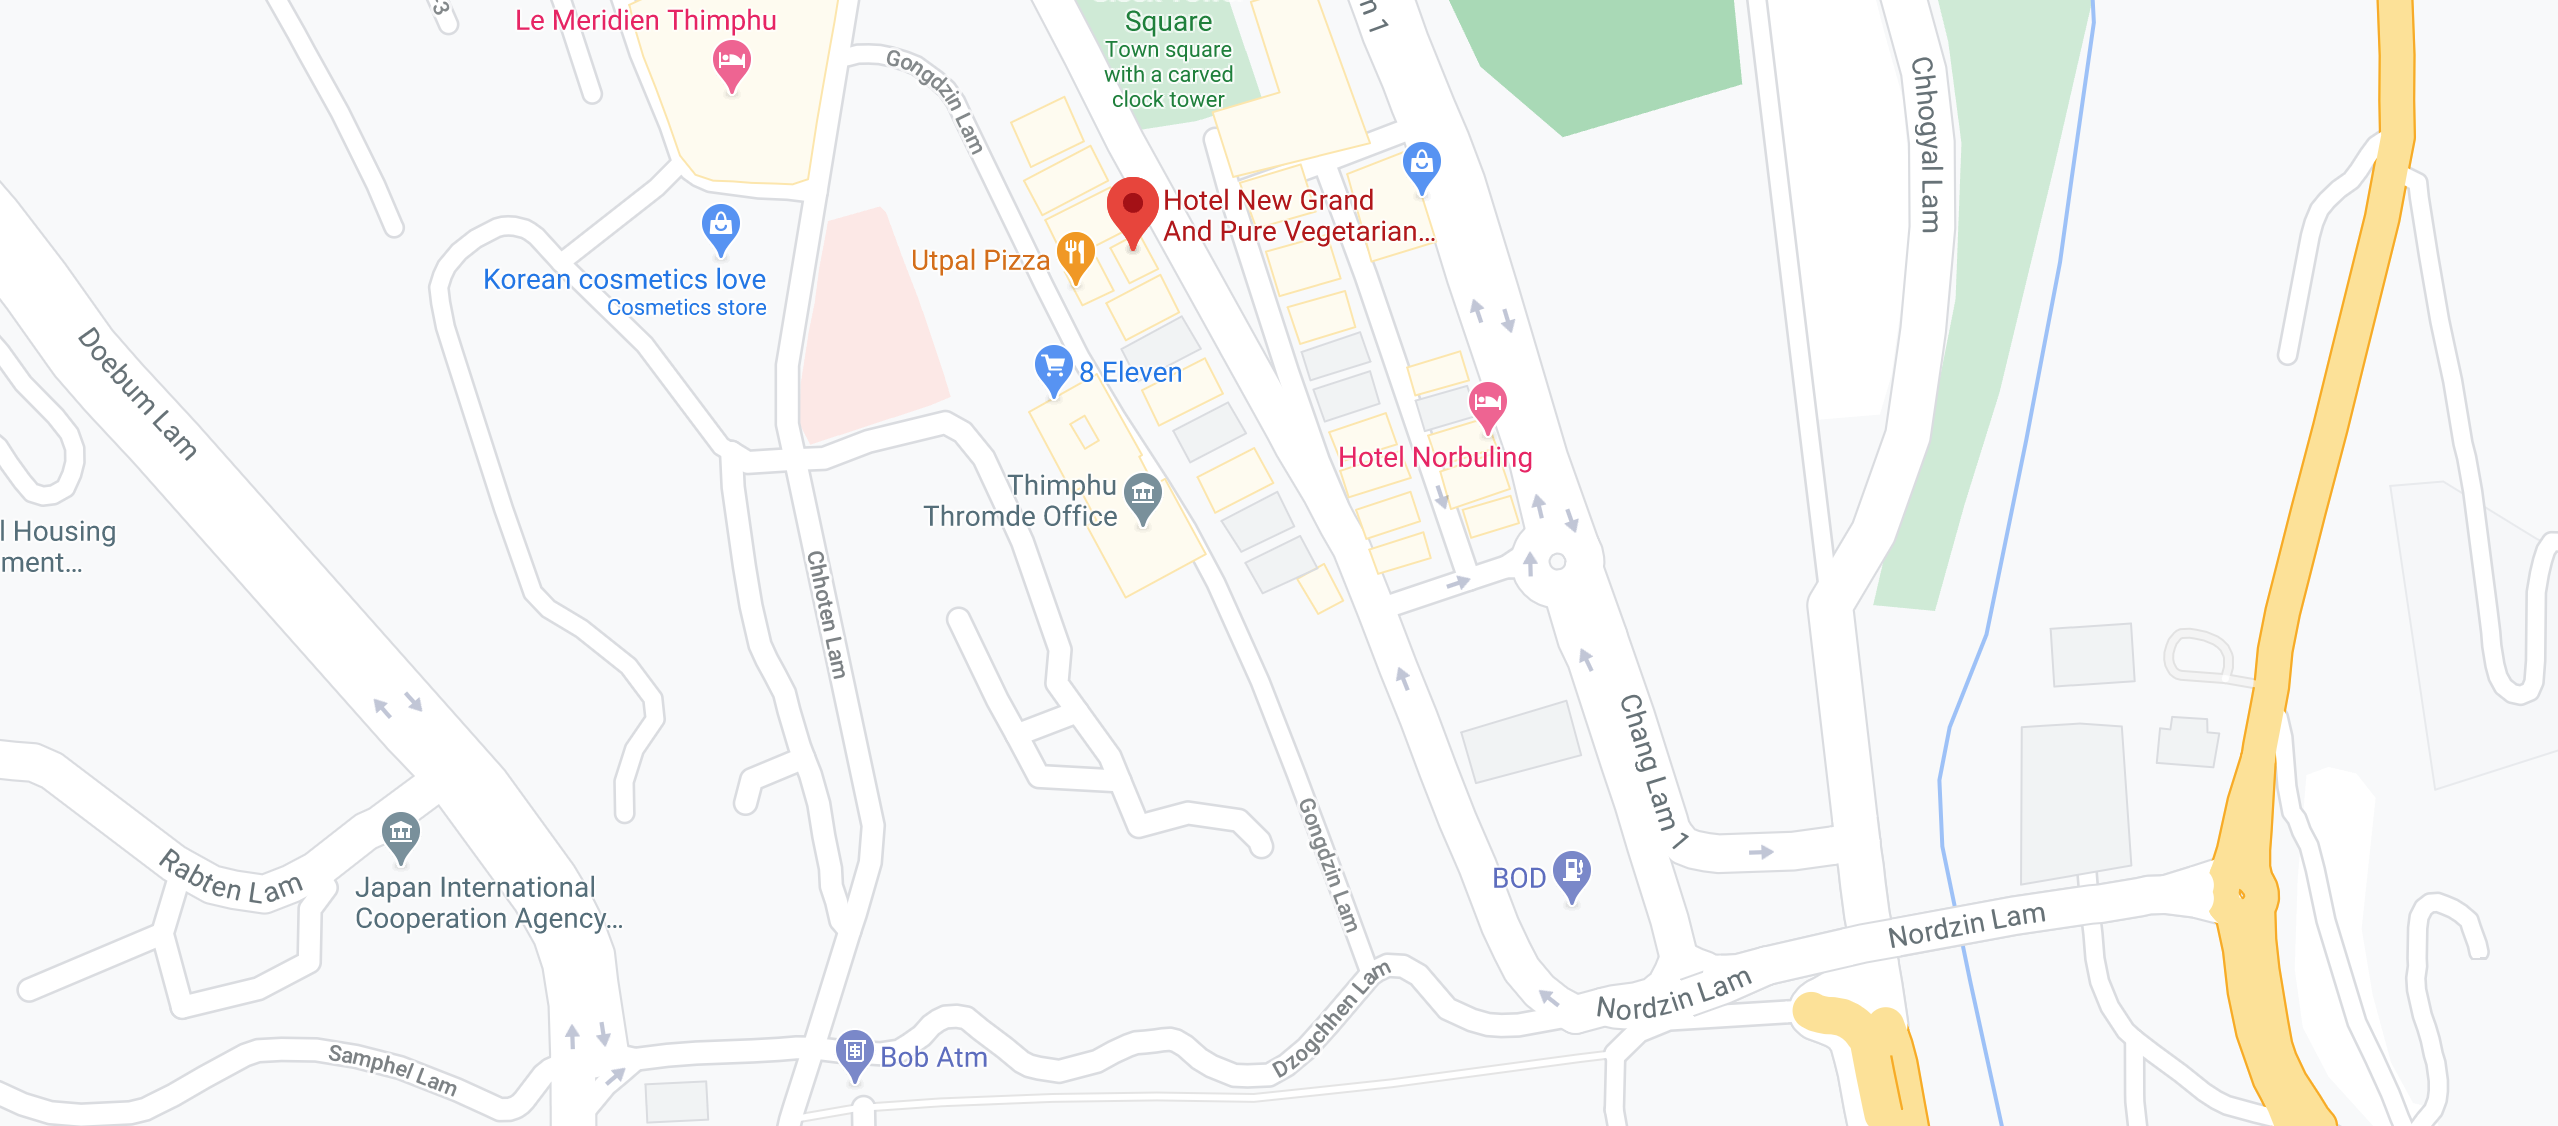 Le Meridien Thimphu
3
Square
Town square
with a carved
clock tower
m 1
Gongdzin Lam
Chhogyal Lam
Hotel New Grand
And Pure Vegetarian...
Utpal Pizza
Korean cosmetics love
Cosmetics store
Doebum Lam
8 Eleven
Hotel Norbuling
Thimphu
Thromde Office
l Housing
ment...
Chhoten Lam
Chang Lam 1
Gongdzin Lam
Rabten Lam
Japan International
Cooperation Agency...
BOD
Nordzin Lam
Nordzin Lam
Dzogchhen Lam
Samphel Lam
Bob Atm